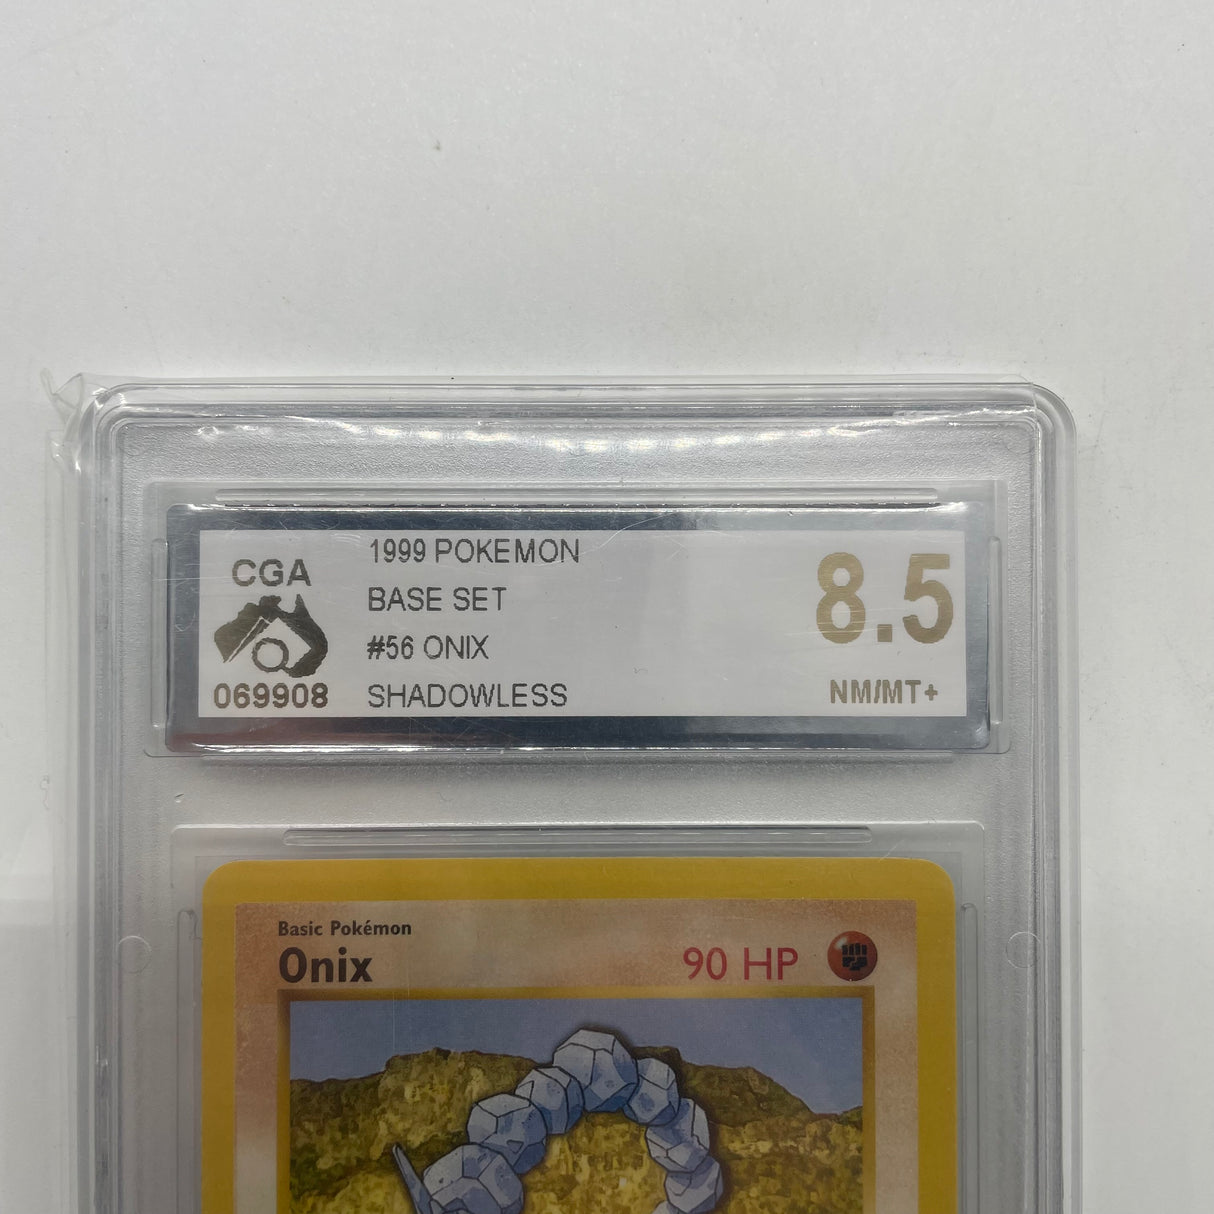 CGA
069908
1999 POKEMON
BASE SET
#56 ONIX
SHADOWLESS
8.5
NM/MT+
Basic Pokémon
Onix
90 HP